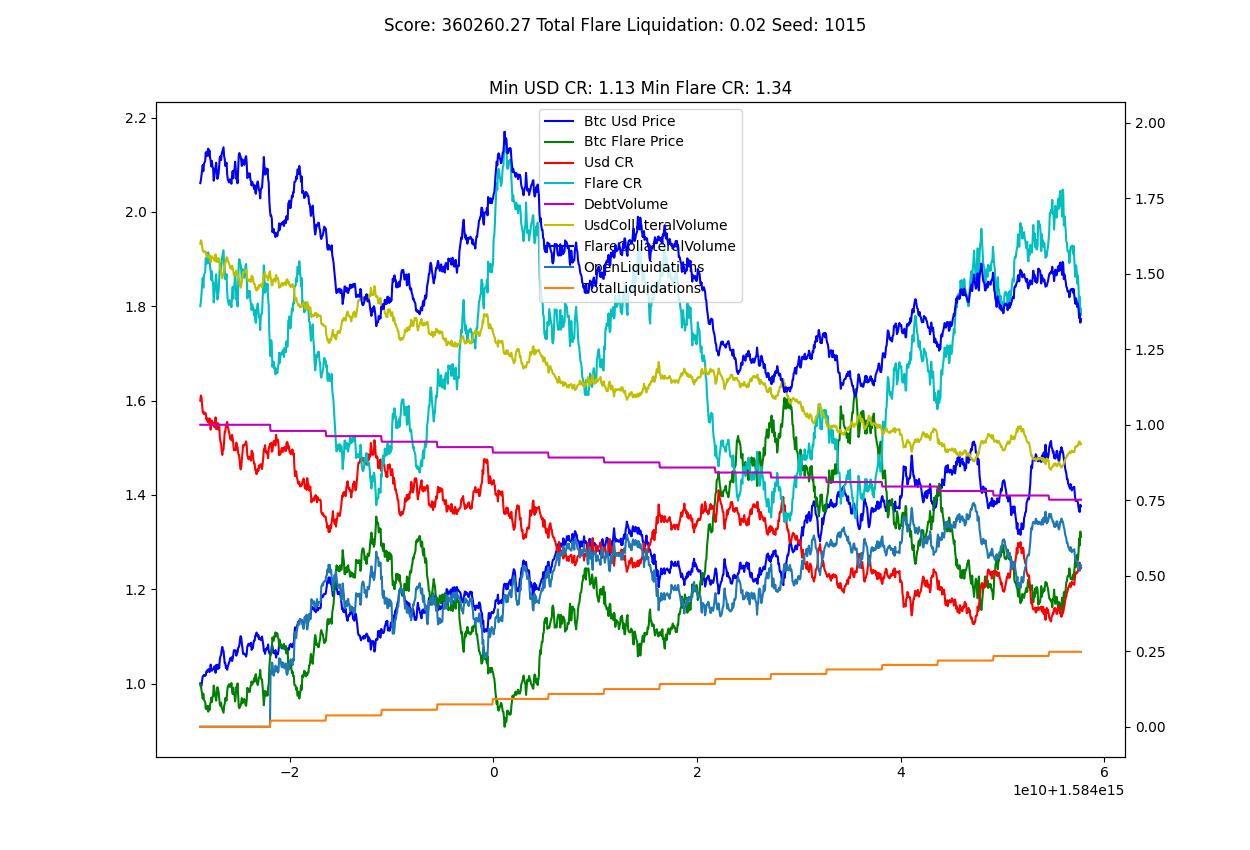 Score: 360260.27 Total Flare Liquidation: 0.02 Seed: 1015
Min USD CR: 1.13 Min Flare CR: 1.34
Btc Usd Price
Btc Flare Price
Usd CR
Flare CR
DebtVolume
UsdCollateralVolume
FlareCollateralVolume
OpenLiquidations
TotalLiquidations
2.2
2.0
1.8
1.6
1.4
1.2
1.0
2.00
1.75
1.50
1.25
1.00
0.75
0.50
0.25
0.00
−2 0 2 4 6
1e10+1.584e15